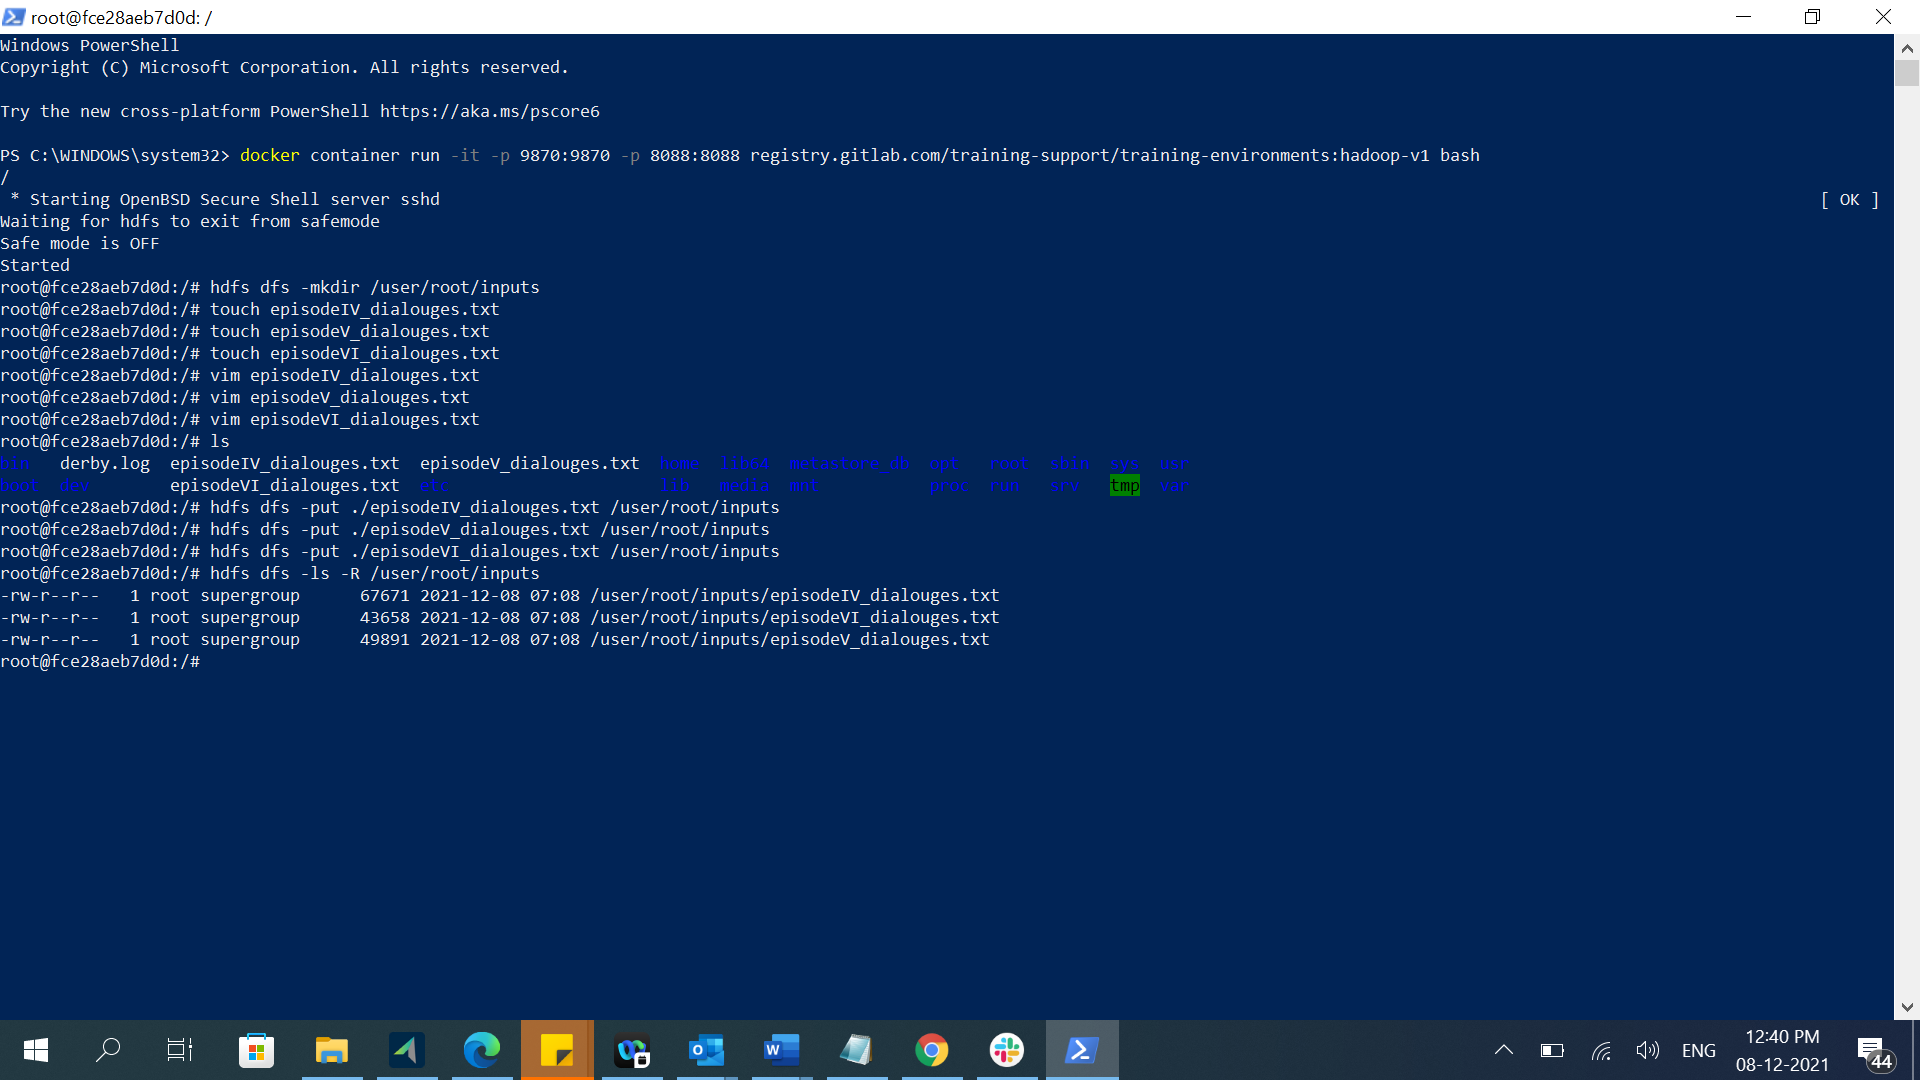 root@fce28aeb7d0d: /
Windows PowerShell
Copyright (C) Microsoft Corporation. All rights reserved.
Try the new cross-platform PowerShell https://aka.ms/pscore6
PS C:\WINDOWS\system32> docker container run -it -p 9870:9870 -p 8088:8088 registry.gitlab.com/training-support/training-environments:hadoop-v1 bash
/
 * Starting OpenBSD Secure Shell server sshd [ OK ]
Waiting for hdfs to exit from safemode
Safe mode is OFF
Started
root@fce28aeb7d0d:/# hdfs dfs -mkdir /user/root/inputs
root@fce28aeb7d0d:/# touch episodeIV_dialouges.txt
root@fce28aeb7d0d:/# touch episodeV_dialouges.txt
root@fce28aeb7d0d:/# touch episodeVI_dialouges.txt
root@fce28aeb7d0d:/# vim episodeIV_dialouges.txt
root@fce28aeb7d0d:/# vim episodeV_dialouges.txt
root@fce28aeb7d0d:/# vim episodeVI_dialouges.txt
root@fce28aeb7d0d:/# ls
bin derby.log episodeIV_dialouges.txt episodeV_dialouges.txt home lib64 metastore_db opt root sbin sys usr
boot dev episodeVI_dialouges.txt etc lib media mnt proc run srv tmp var
root@fce28aeb7d0d:/# hdfs dfs -put ./episodeIV_dialouges.txt /user/root/inputs
root@fce28aeb7d0d:/# hdfs dfs -put ./episodeV_dialouges.txt /user/root/inputs
root@fce28aeb7d0d:/# hdfs dfs -put ./episodeVI_dialouges.txt /user/root/inputs
root@fce28aeb7d0d:/# hdfs dfs -ls -R /user/root/inputs
-rw-r--r-- 1 root supergroup 67671 2021-12-08 07:08 /user/root/inputs/episodeIV_dialouges.txt
-rw-r--r-- 1 root supergroup 43658 2021-12-08 07:08 /user/root/inputs/episodeVI_dialouges.txt
-rw-r--r-- 1 root supergroup 49891 2021-12-08 07:08 /user/root/inputs/episodeV_dialouges.txt
root@fce28aeb7d0d:/#
ENG
12:40 PM
08-12-2021
44